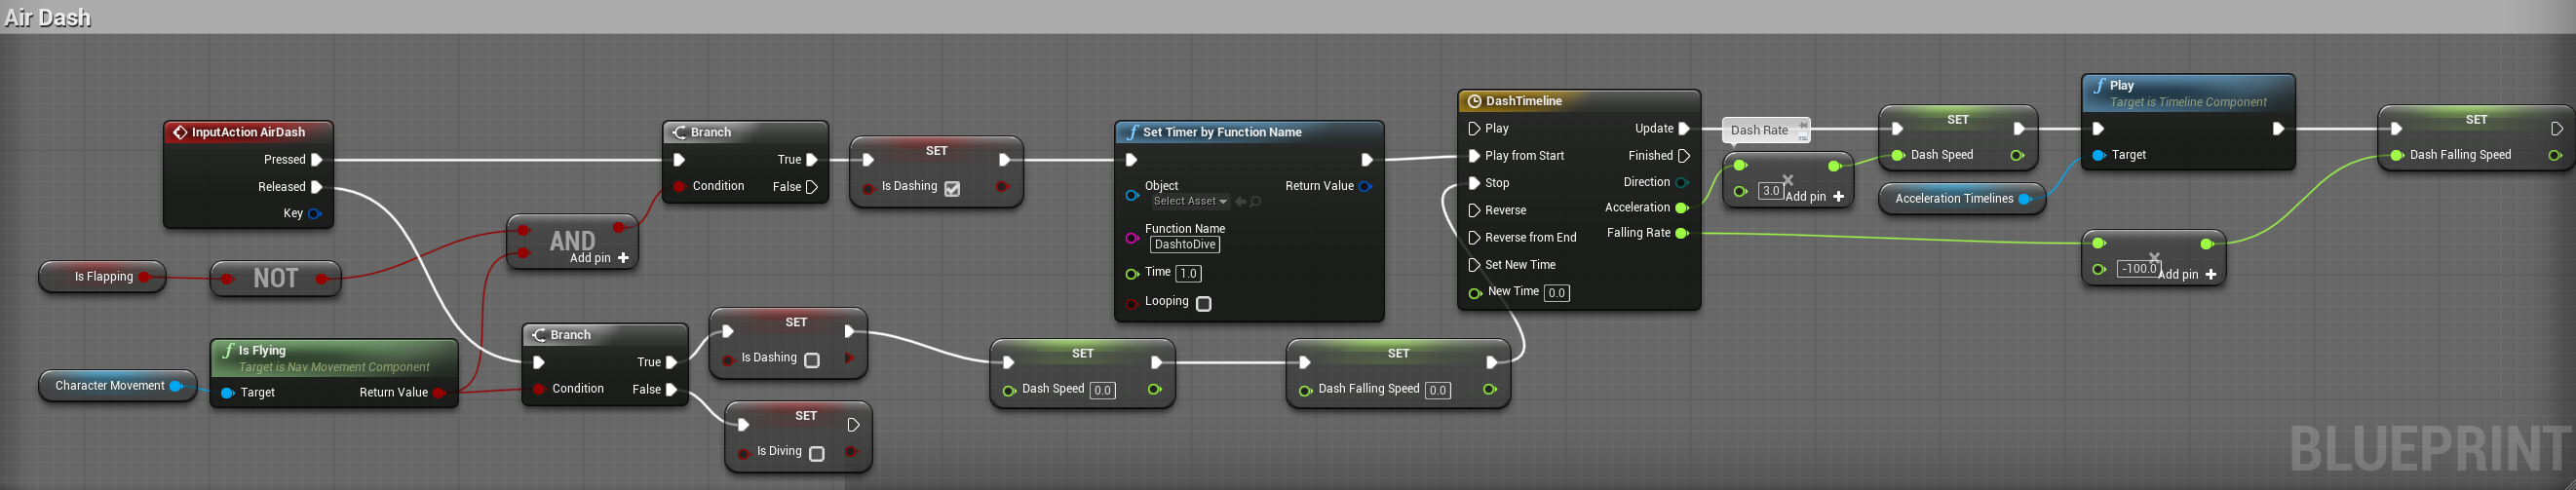 Air Dash
InputAction AirDash
Pressed
Released
Key
Is Flapping
NOT
AND
Add pin +
Character Movement
Is Flying
Target is Nav Movement Component
Target
Return Value
Branch
Condition
True
False
SET
Is Dashing
Branch
Condition
True
False
SET
Is Dashing
SET
Is Diving
Set Timer by Function Name
Object
Select Asset
Return Value
Function Name
DashtoDive
Time 1.0
Looping
SET
Dash Speed 0.0
SET
Dash Falling Speed 0.0
DashTimeline
Play
Play from Start
Stop
Reverse
Reverse from End
Set New Time
New Time 0.0
Update
Finished
Direction
Acceleration
Falling Rate
Dash Rate
3.0
Add pin +
SET
Dash Speed
Acceleration Timelines
Play
Target is Timeline Component
Target
-100.0
Add pin +
SET
Dash Falling Speed
BLUEPRINT